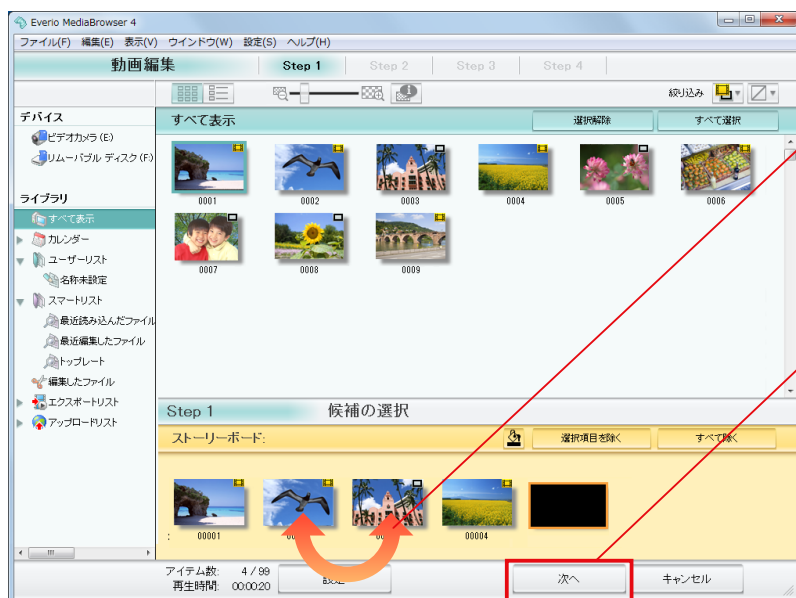 Everio MediaBrowser 4
ファイル(F) 編集(E) 表示(V) ウインドウ(W) 設定(S) ヘルプ(H)
動画編集 Step 1 Step 2 Step 3 Step 4
絞り込み
デバイス
ビデオカメラ (E:)
リムーバブル ディスク (F:)
ライブラリ
すべて表示
カレンダー
ユーザーリスト
名称未設定
スマートリスト
最近読み込んだファイル
最近編集したファイル
トップレート
編集したファイル
エクスポートリスト
アップロードリスト
すべて表示 選択解除 すべて選択
0001 0002 0003 0004 0005 0006
0007 0008 0009
Step 1 候補の選択
ストーリーボード: 選択項目を除く すべて除く
: 00001 00004
アイテム数: 4 / 99
再生時間: 00:00:20
次へ キャンセル